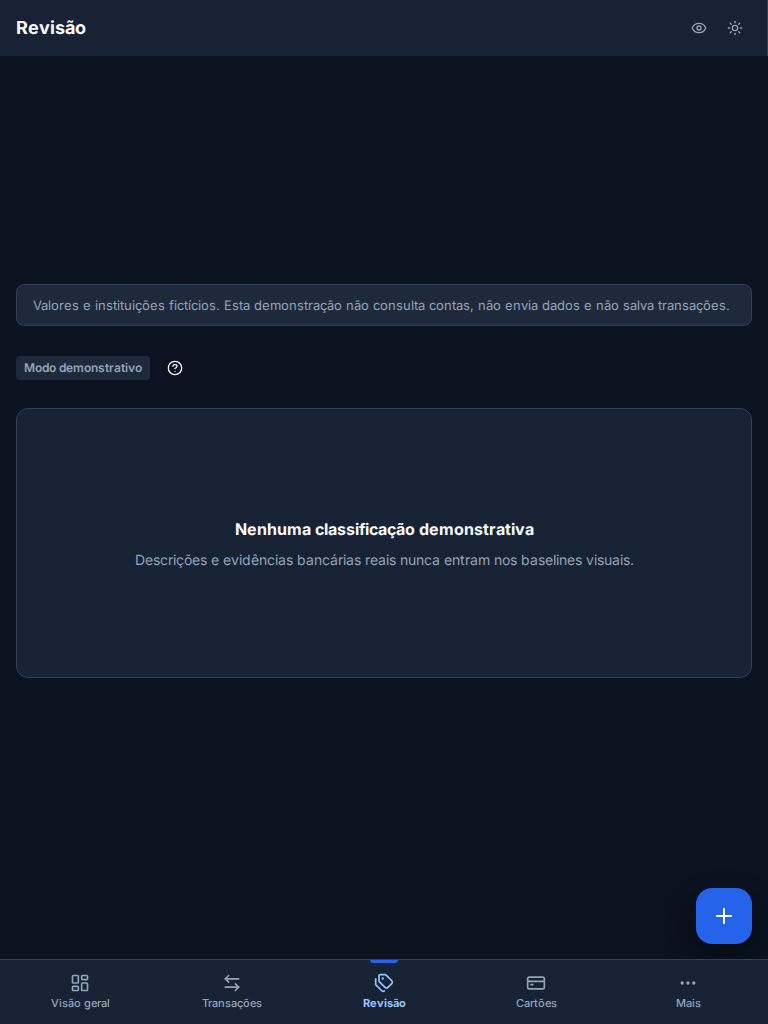 Revisão
Valores e instituições fictícios. Esta demonstração não consulta contas, não envia dados e não salva transações.
Modo demonstrativo
Nenhuma classificação demonstrativa
Descrições e evidências bancárias reais nunca entram nos baselines visuais.
Visão geral
Transações
Revisão
Cartões
Mais